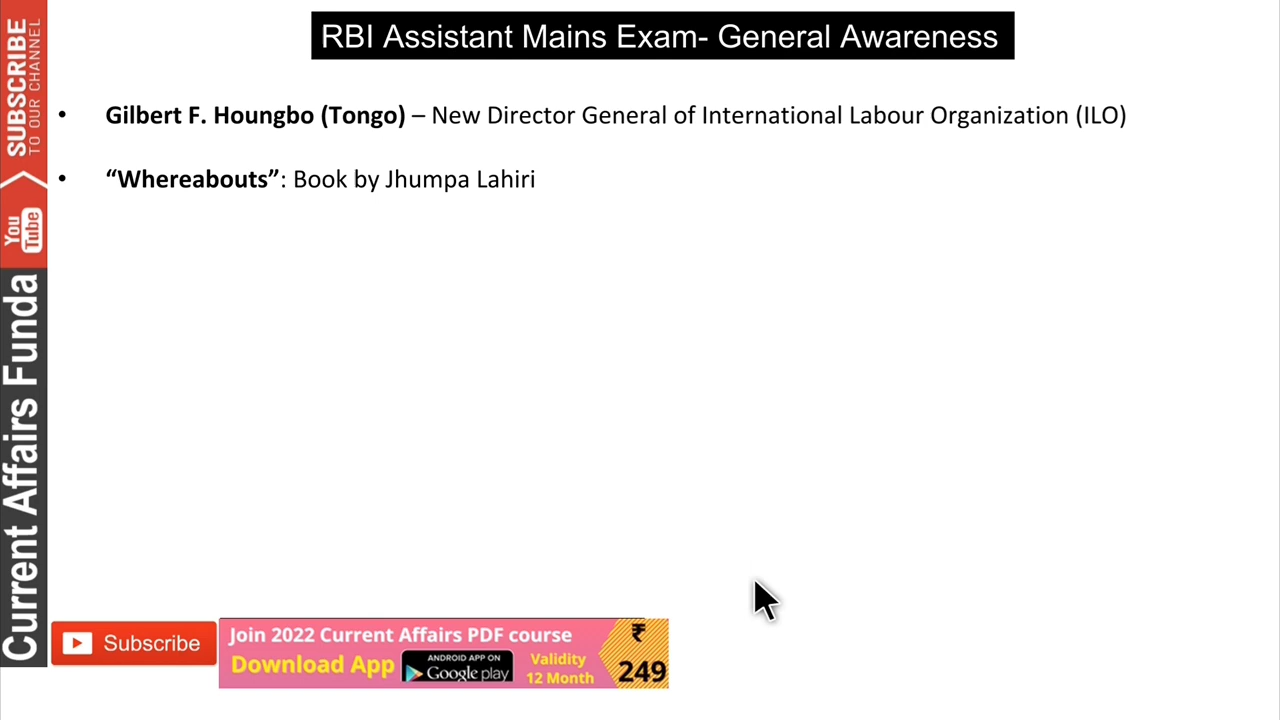 RBI Assistant Mains Exam- General Awareness
• Gilbert F. Houngbo (Tongo) – New Director General of International Labour Organization (ILO)
• “Whereabouts”: Book by Jhumpa Lahiri
SUBSCRIBE
TO OUR CHANNEL
You
Tube
Current Affairs Funda
Subscribe
Join 2022 Current Affairs PDF course
Download App
ANDROID APP ON
Google play
Validity
12 Month
₹
249